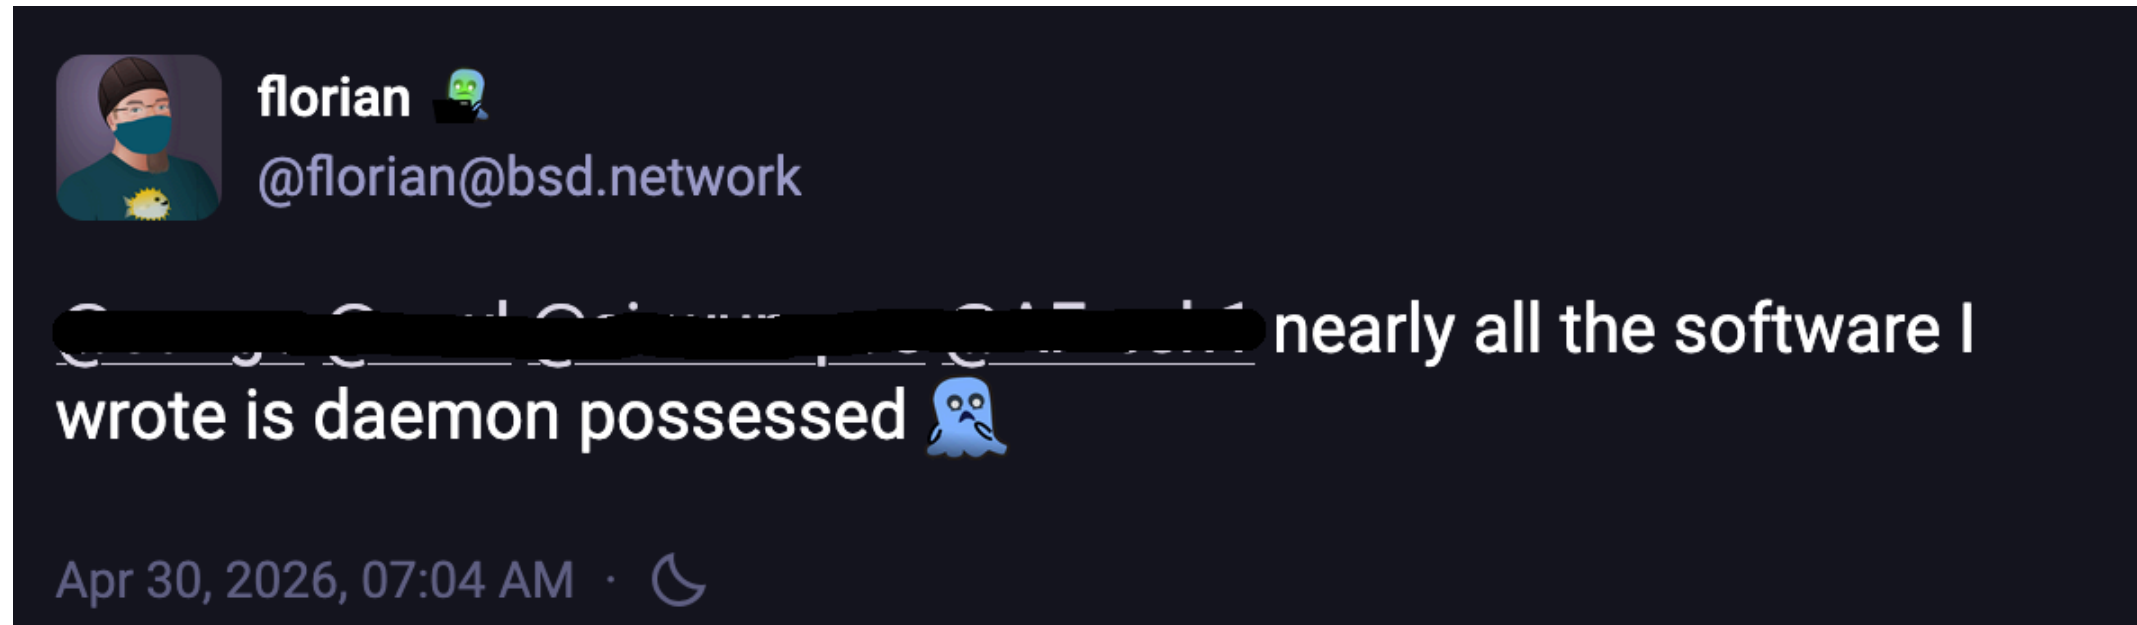 florian
@florian@bsd.network
nearly all the software I
wrote is daemon possessed
Apr 30, 2026, 07:04 AM ·